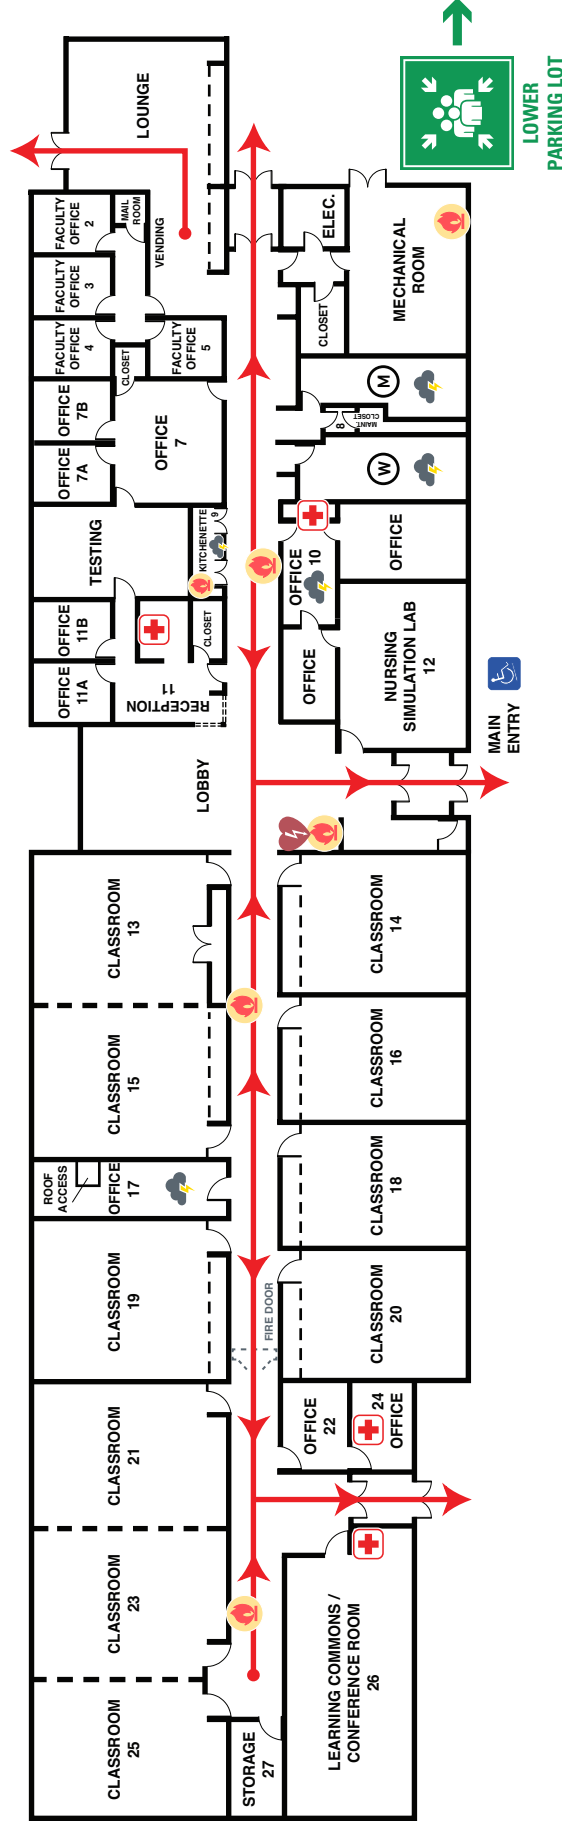 LOUNGE
LOWER
PARKING LOT
FACULTY
OFFICE
2
MAIL
ROOM
VENDING
FACULTY
OFFICE
3
FACULTY
OFFICE
4
FACULTY
OFFICE
5
CLOSET
ELEC.
CLOSET
MECHANICAL
ROOM
OFFICE
7B
OFFICE
7A
OFFICE
7
M
MAINT.
CLOSET
8
W
TESTING
KITCHENETTE
9
OFFICE
10
OFFICE
OFFICE
11B
OFFICE
11A
RECEPTION
11
CLOSET
OFFICE
NURSING
SIMULATION LAB
12
MAIN
ENTRY
LOBBY
CLASSROOM
13
CLASSROOM
14
CLASSROOM
15
CLASSROOM
16
ROOF
ACCESS
OFFICE
17
CLASSROOM
18
CLASSROOM
19
FIRE DOOR
CLASSROOM
20
CLASSROOM
21
OFFICE
22
24
OFFICE
CLASSROOM
23
CLASSROOM
25
STORAGE
27
LEARNING COMMONS /
CONFERENCE ROOM
26